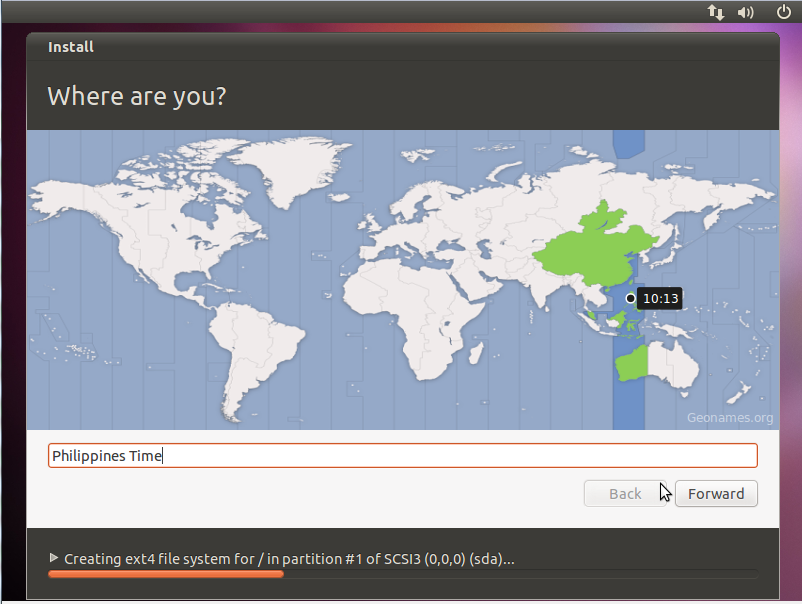 Install
Where are you?
10:13
Geonames.org
Philippines Time
Back
Forward
Creating ext4 file system for / in partition #1 of SCSI3 (0,0,0) (sda)...